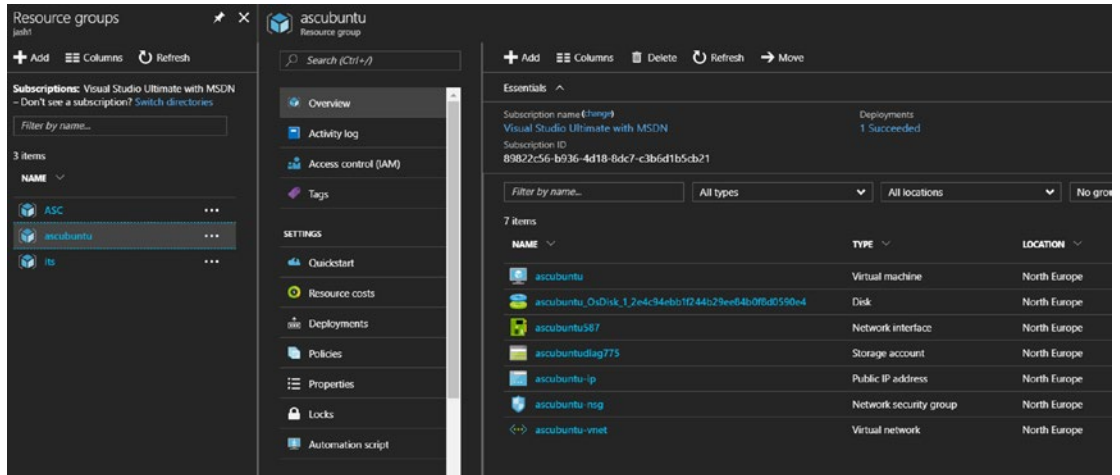 Resource groups
jasht
Add Columns Refresh
Subscriptions: Visual Studio Ultimate with MSDN
– Don't see a subscription? Switch directories
Filter by name...
3 items
NAME
ASC
ascubuntu
its
ascubuntu
Resource group
Search (Ctrl+/)
Overview
Activity log
Access control (IAM)
Tags
SETTINGS
Quickstart
Resource costs
Deployments
Policies
Properties
Locks
Automation script
Add Columns Delete Refresh Move
Essentials
Subscription name (change)
Visual Studio Ultimate with MSDN
Deployments
1 Succeeded
Subscription ID
89822c56-b936-4d18-8dc7-c3b6d1b5cb21
Filter by name... All types All locations No grou
7 items
NAME TYPE LOCATION
ascubuntu Virtual machine North Europe
Disk North Europe
ascubuntu587 Network interface North Europe
ascubuntudiag775 Storage account North Europe
ascubuntu-ip Public IP address North Europe
ascubuntu-nsg Network security group North Europe
ascubuntu-vnet Virtual network North Europe